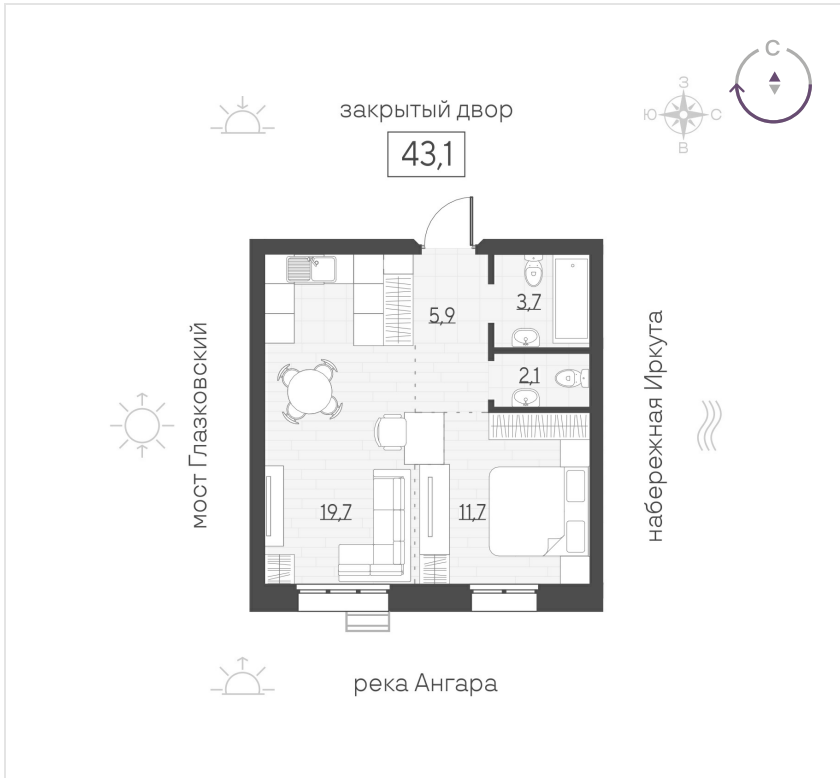 С
закрытый двор
43,1
З
Ю
С
В
5,9
3,7
2,1
мост Глазковский
набережная Иркута
19,7
11,7
река Ангара